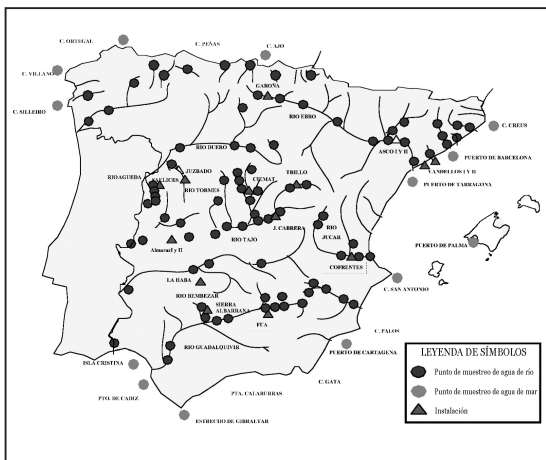 C. ORTEGAL
C. PEÑAS
C. AJO
C. VILLANO
GAROÑA
C. SILLEIRO
RIO EBRO
C. CREUS
ASCO I Y II
RIO DUERO
PUERTO DE BARCELONA
VANDELLOS I Y II
JUZBADO
TRILLO
RIO AGUEDA
SAELICES
CIEMAT
PUERTO DE TARRAGONA
RIO TORMES
RIO JUCAR
J. CABRERA
RIO TAJO
Almaraz I y II
PUERTO DE PALMA
COFRENTES
LA HABA
C. SAN ANTONIO
RIO BEMBEZAR
SIERRA ALBARRANA
FUA
C. PALOS
RIO GUADALQUIVIR
PUERTO DE CARTAGENA
ISLA CRISTINA
C. GATA
PTO. DE CADIZ
PTA. CALABURRAS
ESTRECHO DE GIBRALTAR
LEYENDA DE SÍMBOLOS
Punto de muestreo de agua de río
Punto de muestreo de agua de mar
Instalación